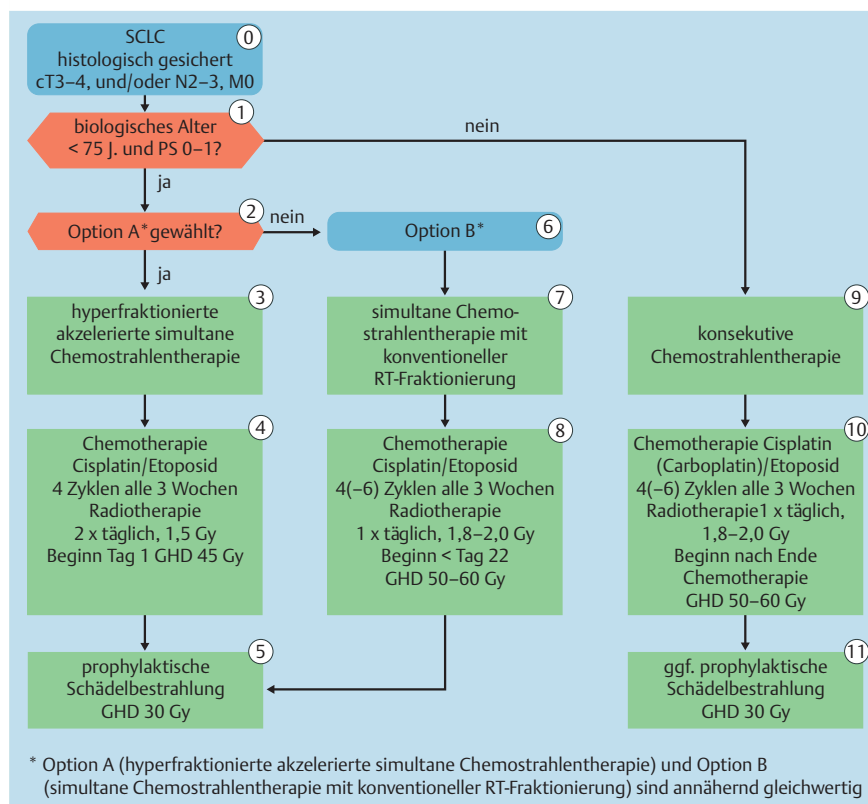 0
SCLC
histologisch gesichert
cT3–4, und/oder N2–3, M0
1
biologisches Alter
< 75 J. und PS 0–1?
nein
ja
2
Option A* gewählt?
nein
6
Option B*
ja
3
hyperfraktionierte
akzelerierte simultane
Chemostrahlentherapie
7
simultane Chemo-
strahlentherapie mit
konventioneller
RT-Fraktionierung
9
konsekutive
Chemostrahlentherapie
4
Chemotherapie
Cisplatin/Etoposid
4 Zyklen alle 3 Wochen
Radiotherapie
2 x täglich, 1,5 Gy
Beginn Tag 1 GHD 45 Gy
8
Chemotherapie
Cisplatin/Etoposid
4(–6) Zyklen alle 3 Wochen
Radiotherapie
1 x täglich, 1,8–2,0 Gy
Beginn < Tag 22
GHD 50–60 Gy
10
Chemotherapie Cisplatin
(Carboplatin)/Etoposid
4(–6) Zyklen alle 3 Wochen
Radiotherapie1 x täglich,
1,8–2,0 Gy
Beginn nach Ende
Chemotherapie
GHD 50–60 Gy
5
prophylaktische
Schädelbestrahlung
GHD 30 Gy
11
ggf. prophylaktische
Schädelbestrahlung
GHD 30 Gy
* Option A (hyperfraktionierte akzelerierte simultane Chemostrahlentherapie) und Option B
(simultane Chemostrahlentherapie mit konventioneller RT-Fraktionierung) sind annähernd gleichwertig